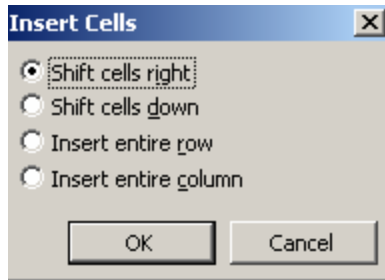 Insert Cells
Shift cells right
Shift cells down
Insert entire row
Insert entire column
OK Cancel